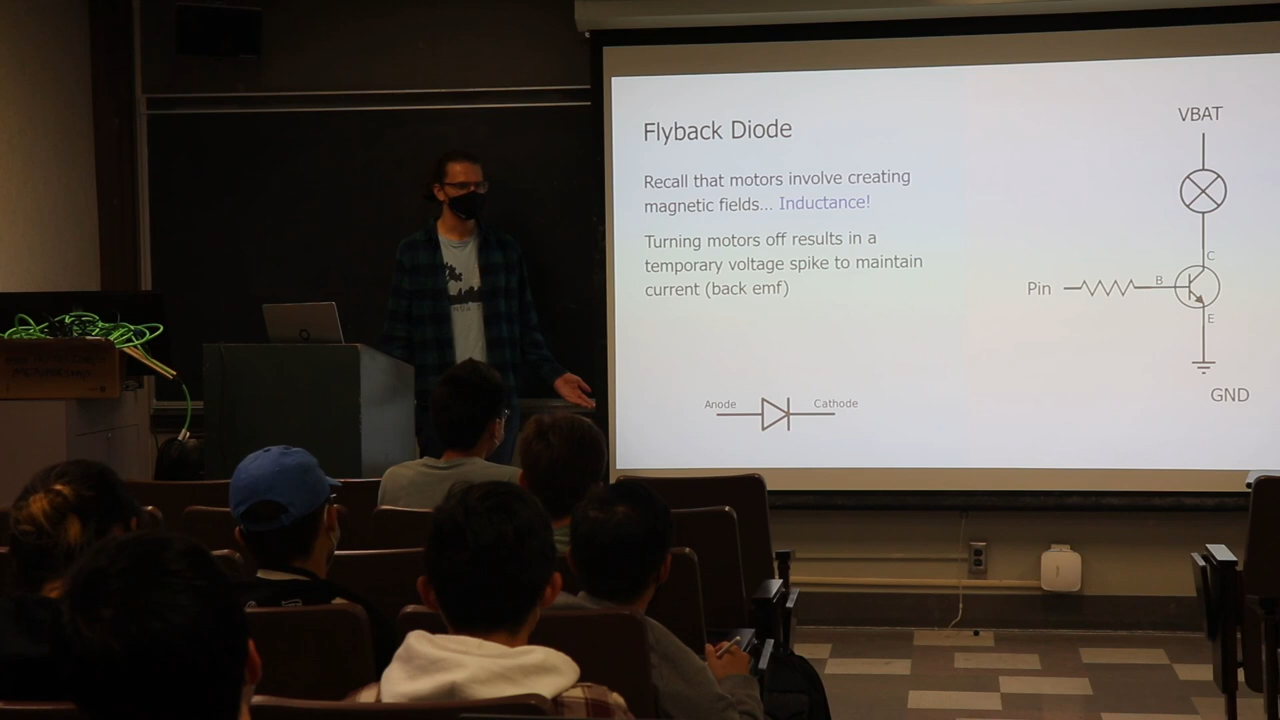 Flyback Diode
Recall that motors involve creating
magnetic fields... Inductance!
Turning motors off results in a
temporary voltage spike to maintain
current (back emf)
Anode
Cathode
VBAT
C
Pin
B
E
GND